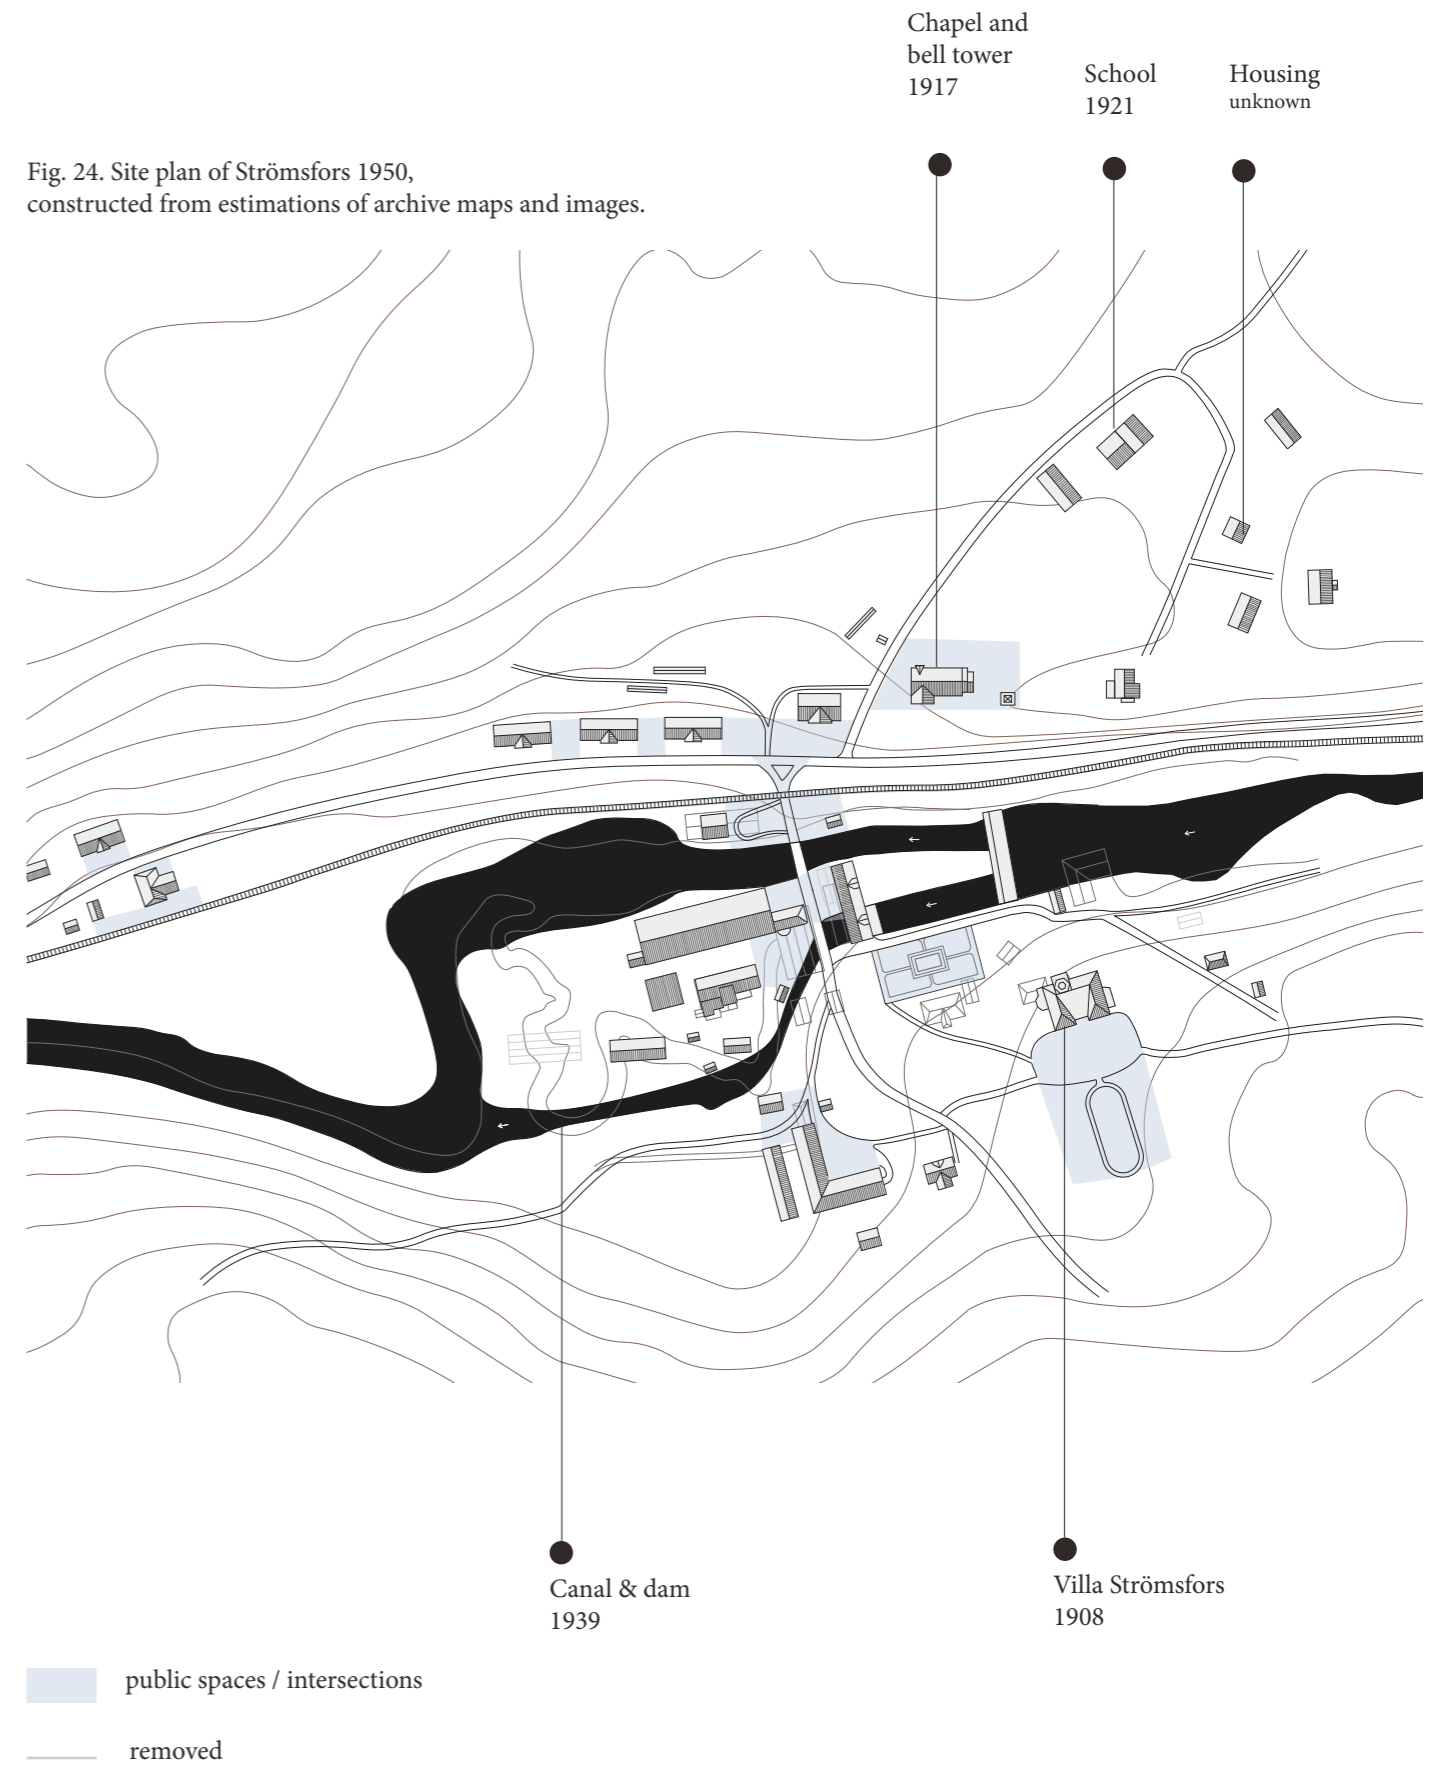 Chapel and
bell tower
1917
School
1921
Housing
unknown
Fig. 24. Site plan of Strömsfors 1950,
constructed from estimations of archive maps and images.
Canal & dam
1939
Villa Strömsfors
1908
public spaces / intersections
removed